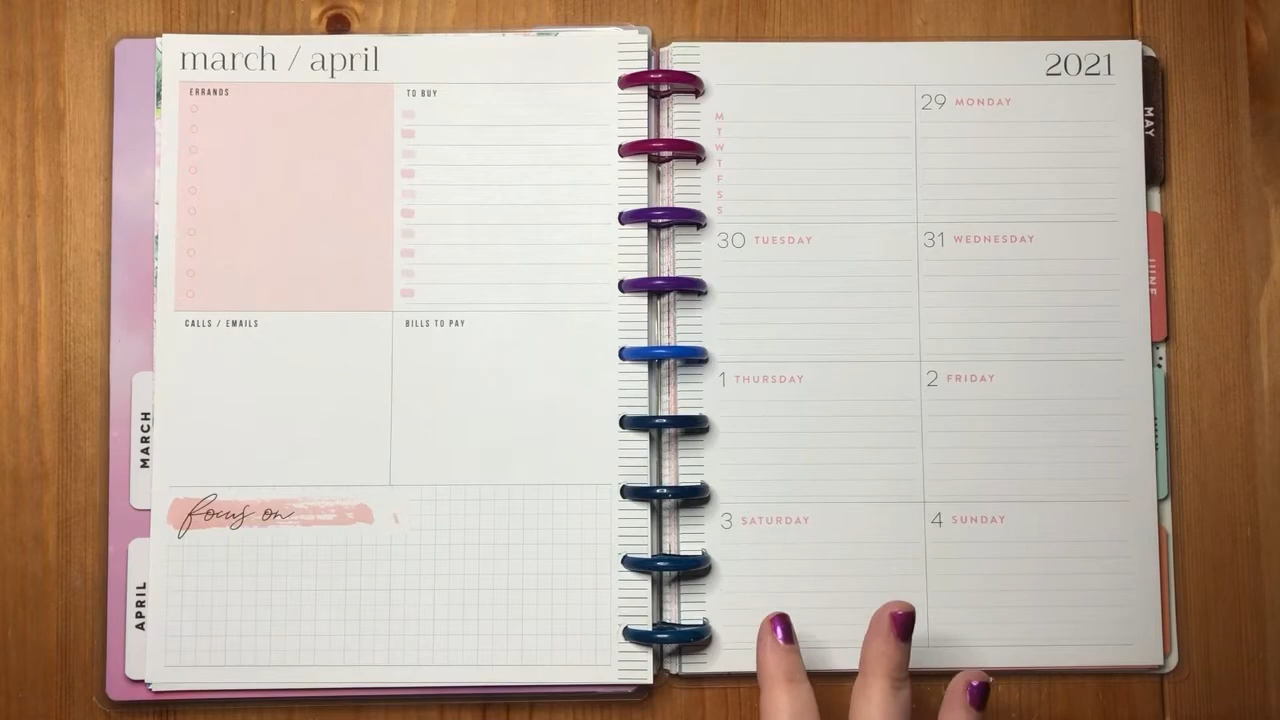 march / april
ERRANDS
TO BUY
CALLS / EMAILS
BILLS TO PAY
focus on
MARCH
APRIL
2021
M
T
W
T
F
S
S
29 MONDAY
30 TUESDAY
31 WEDNESDAY
1 THURSDAY
2 FRIDAY
3 SATURDAY
4 SUNDAY
MAY
JUNE